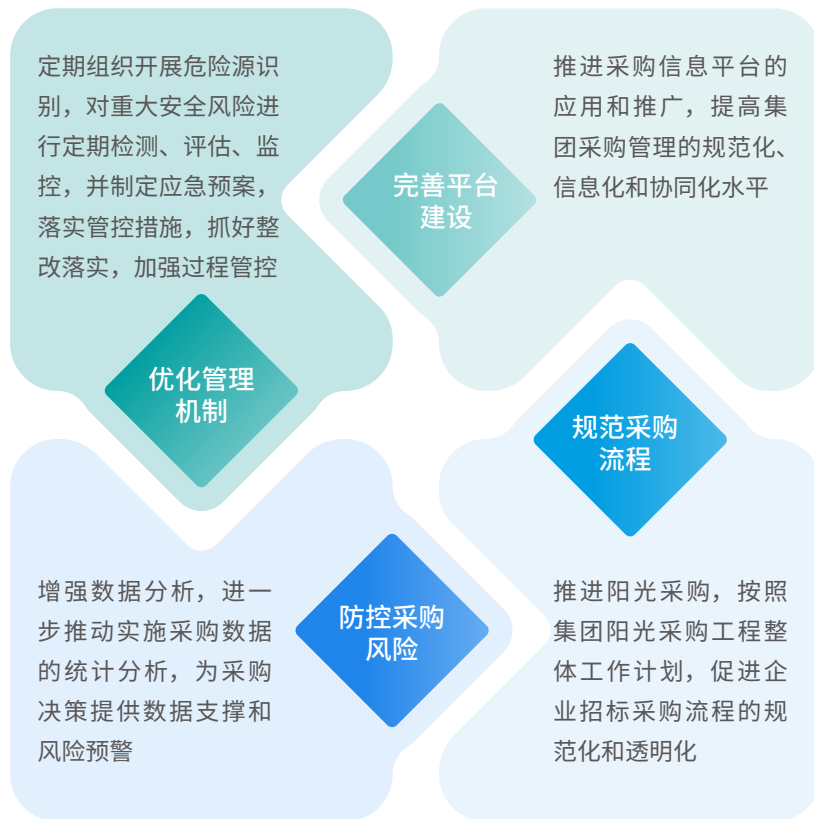 定期组织开展危险源识
别，对重大安全风险进
行定期检测、评估、监
控，并制定应急预案，
落实管控措施，抓好整
改落实，加强过程管控
优化管理
机制
完善平台
建设
推进采购信息平台的
应用和推广，提高集
团采购管理的规范化、
信息化和协同化水平
增强数据分析，进一
步推动实施采购数据
的统计分析，为采购
决策提供数据支撑和
风险预警
防控采购
风险
规范采购
流程
推进阳光采购，按照
集团阳光采购工程整
体工作计划，促进企
业招标采购流程的规
范化和透明化